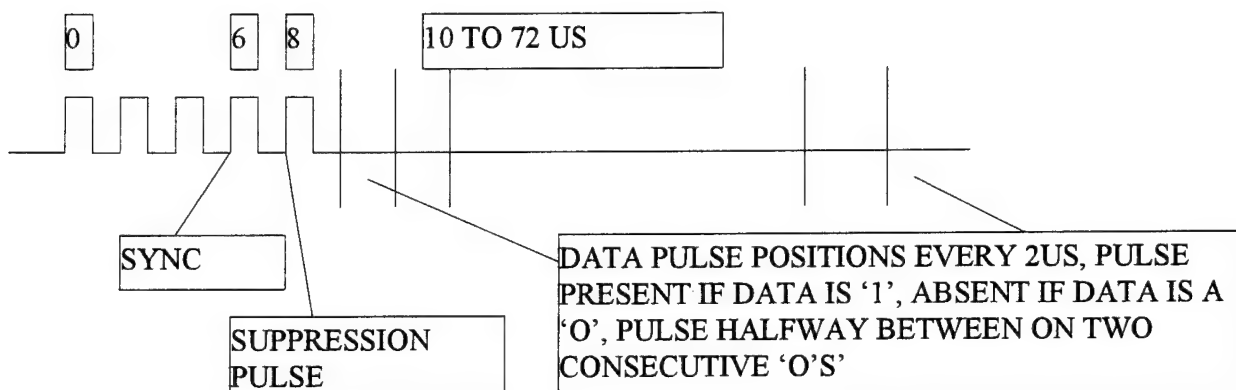 0
6
8
10 TO 72 US
SYNC
SUPPRESSION
PULSE
DATA PULSE POSITIONS EVERY 2US, PULSE
PRESENT IF DATA IS ‘1’, ABSENT IF DATA IS A
‘O’, PULSE HALFWAY BETWEEN ON TWO
CONSECUTIVE ‘O’S’